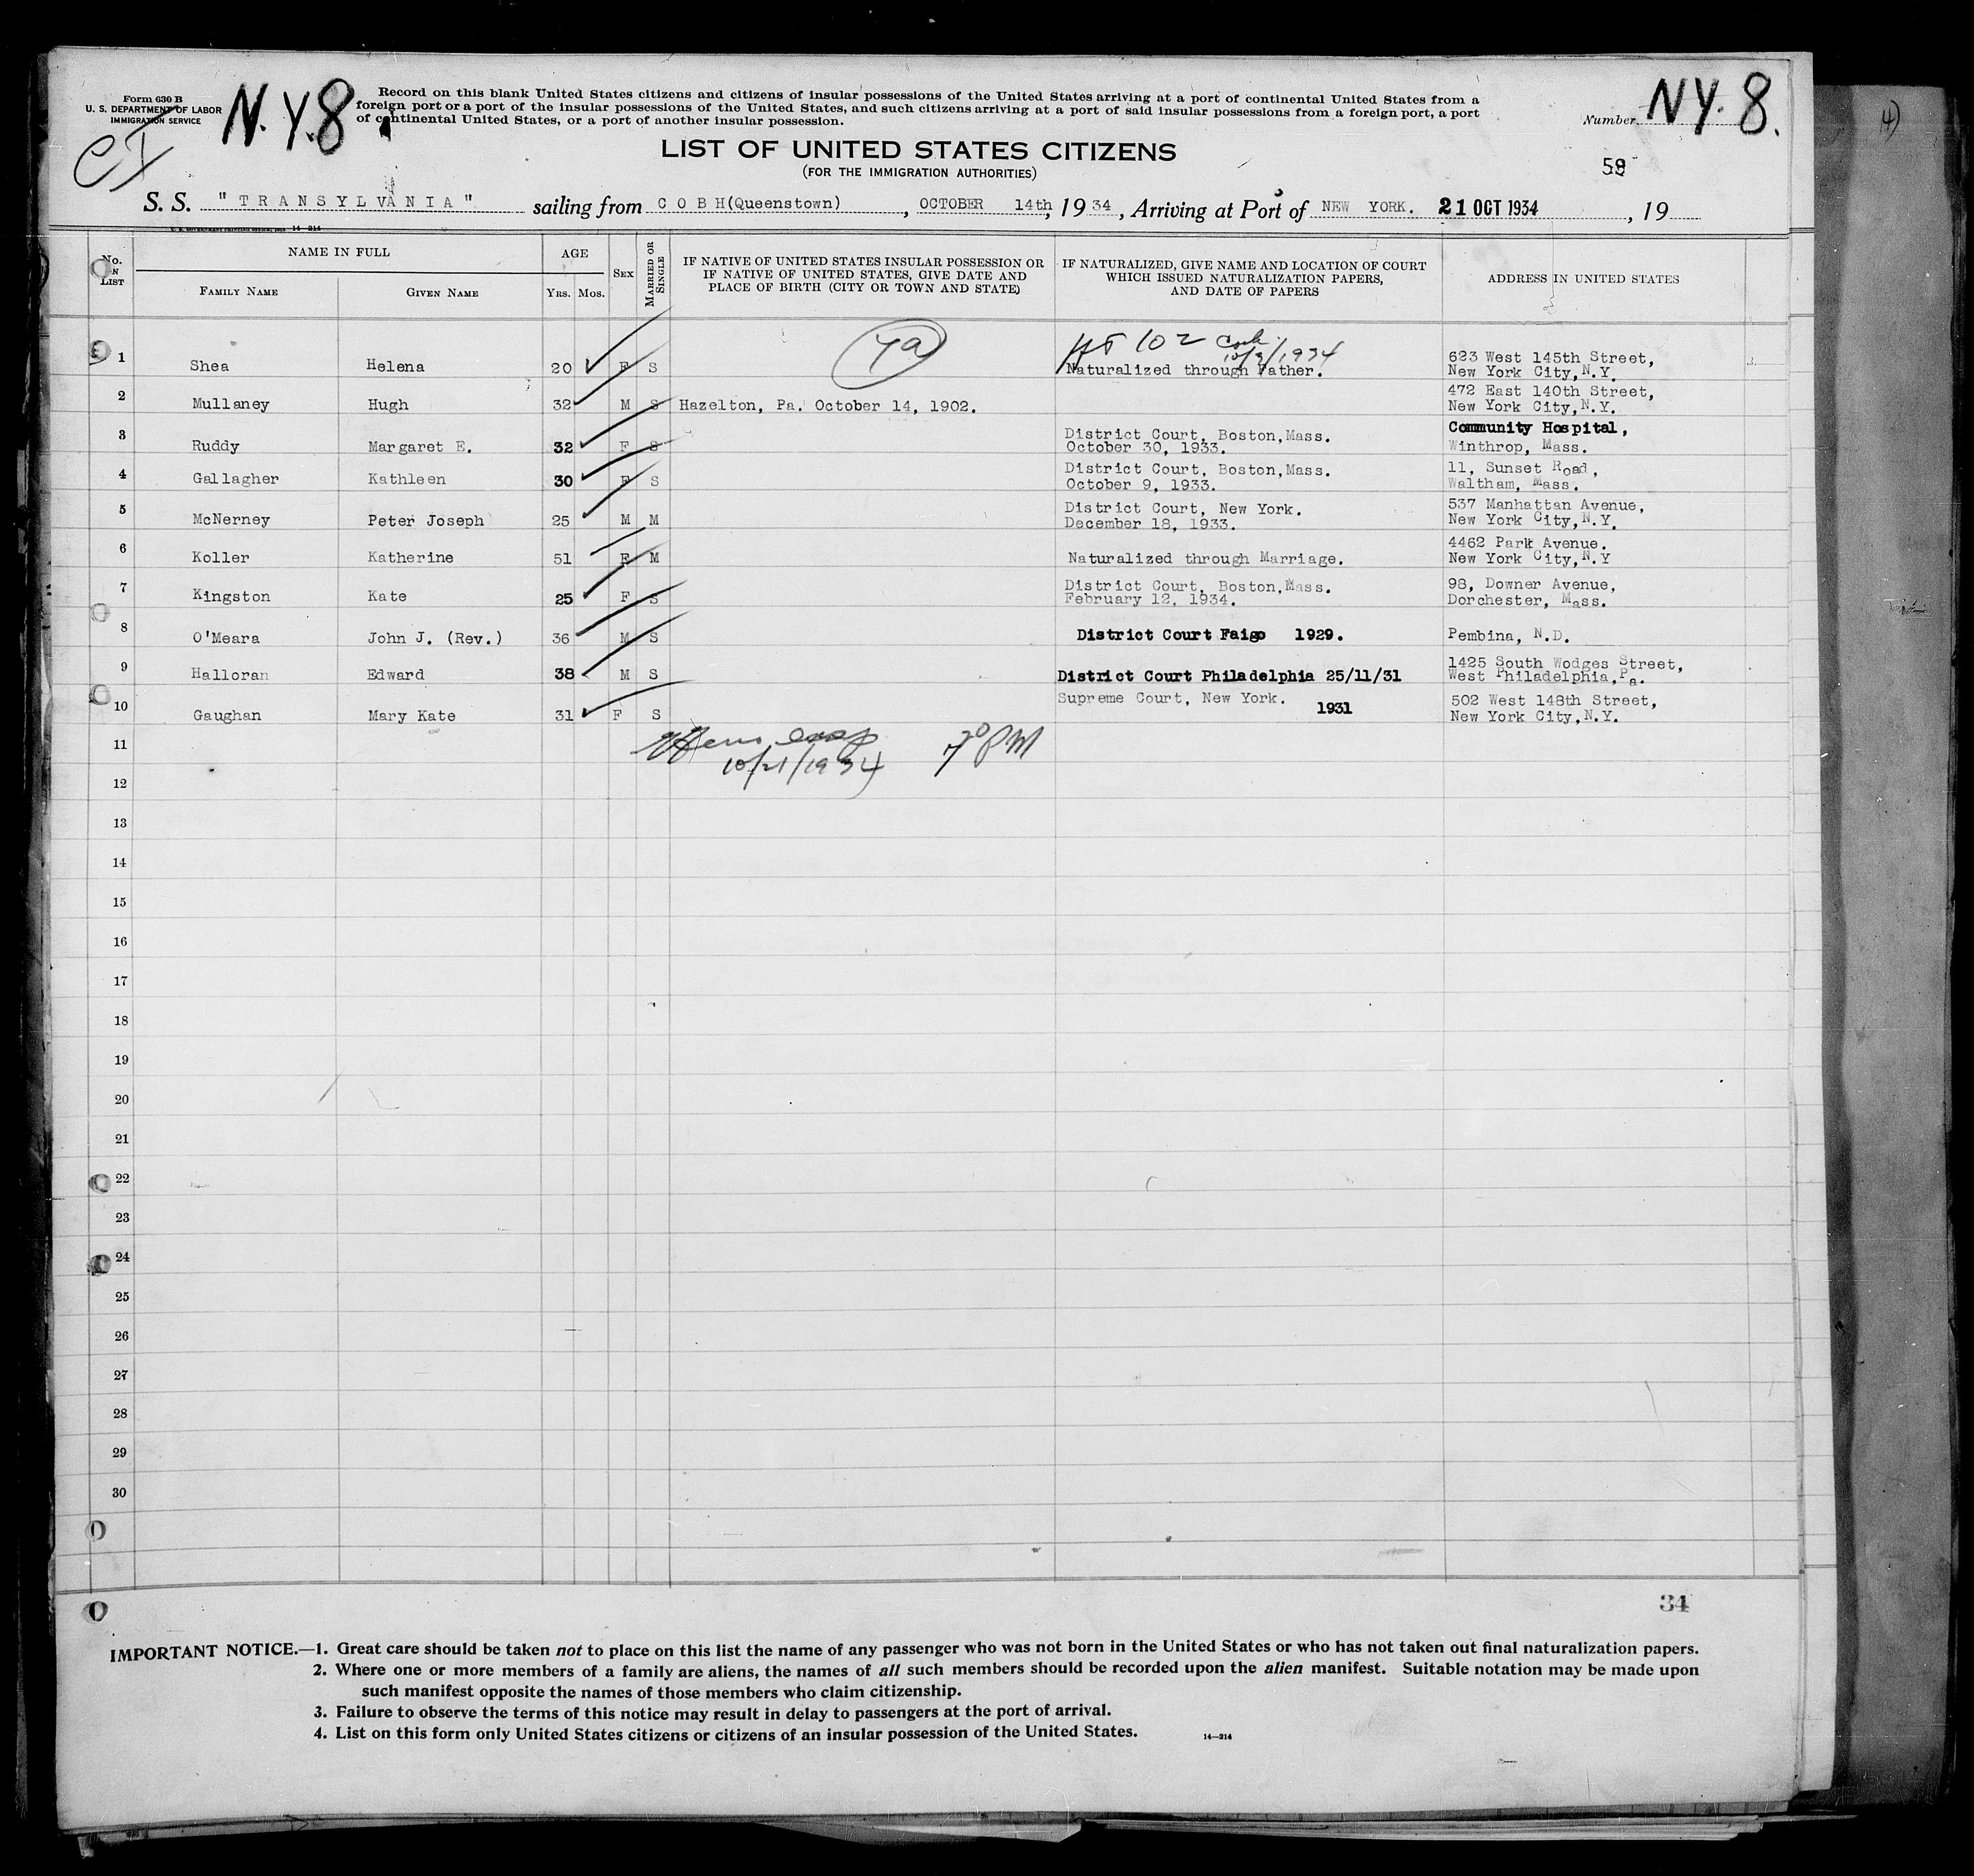 Form 630 B
U. S. DEPARTMENT OF LABOR
IMMIGRATION SERVICE
N.Y.8
Record on this blank United States citizens and citizens of insular possessions of the United States arriving at a port of continental United States from a
foreign port or a port of the insular possessions of the United States, and such citizens arriving at a port of said insular possessions from a foreign port, a port
of continental United States, or a port of another insular possession.
Number NY. 8.
4)
LIST OF UNITED STATES CITIZENS
(FOR THE IMMIGRATION AUTHORITIES)
S. S. "TRANSYLVANIA" sailing from COBH(Queenstown), OCTOBER 14th, 1934, Arriving at Port of NEW YORK. 21 OCT 1934, 19
No. ON LIST
NAME IN FULL
FAMILY NAME GIVEN NAME
AGE
YRS. MOS.
SEX
MARRIED OR SINGLE
IF NATIVE OF UNITED STATES INSULAR POSSESSION OR
IF NATIVE OF UNITED STATES, GIVE DATE AND
PLACE OF BIRTH (CITY OR TOWN AND STATE)
IF NATURALIZED, GIVE NAME AND LOCATION OF COURT
WHICH ISSUED NATURALIZATION PAPERS,
AND DATE OF PAPERS
ADDRESS IN UNITED STATES
1 Shea Helena 20 F S Naturalized through Father. 623 West 145th Street,
New York City, N.Y.
2 Mullaney Hugh 32 M S Hazelton, Pa. October 14, 1902. 472 East 140th Street,
New York City, N.Y.
3 Ruddy Margaret E. 32 F S District Court, Boston, Mass. Community Hospital,
October 30, 1933. Winthrop, Mass.
4 Gallagher Kathleen 30 F S District Court, Boston, Mass. 11, Sunset Road,
October 9, 1933. Waltham, Mass.
5 McNerney Peter Joseph 25 M M District Court, New York. 537 Manhattan Avenue,
December 18, 1933. New York City, N.Y.
6 Koller Katherine 51 F M Naturalized through Marriage. 4462 Park Avenue.
New York City, N.Y
7 Kingston Kate 25 F S District Court, Boston, Mass. 98, Downer Avenue,
February 12, 1934. Dorchester, Mass.
8 O'Meara John J. (Rev.) 36 M S District Court Faigo 1929. Pembina, N.D.
9 Halloran Edward 38 M S District Court Philadelphia 25/11/31 1425 South Wodges Street,
West Philadelphia, Pa.
10 Gaughan Mary Kate 31 F S Supreme Court, New York. 1931 502 West 148th Street,
New York City, N.Y.
11
10/21/1934
12
13
14
15
16
17
18
19
20
21
22
23
24
25
26
27
28
29
30
34
IMPORTANT NOTICE.—1. Great care should be taken not to place on this list the name of any passenger who was not born in the United States or who has not taken out final naturalization papers.
2. Where one or more members of a family are aliens, the names of all such members should be recorded upon the alien manifest. Suitable notation may be made upon
such manifest opposite the names of those members who claim citizenship.
3. Failure to observe the terms of this notice may result in delay to passengers at the port of arrival.
4. List on this form only United States citizens or citizens of an insular possession of the United States.
14—214